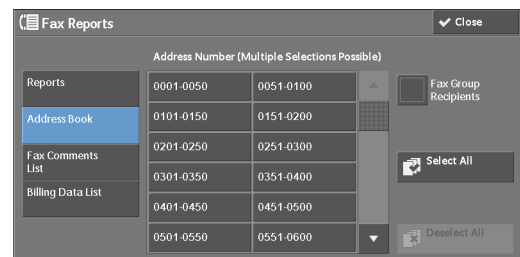 Fax Reports
Close
Address Number (Multiple Selections Possible)
Reports
Address Book
Fax Comments
List
Billing Data List
0001-0050 0051-0100
0101-0150 0151-0200
0201-0250 0251-0300
0301-0350 0351-0400
0401-0450 0451-0500
0501-0550 0551-0600
Fax Group
Recipients
Select All
Deselect All